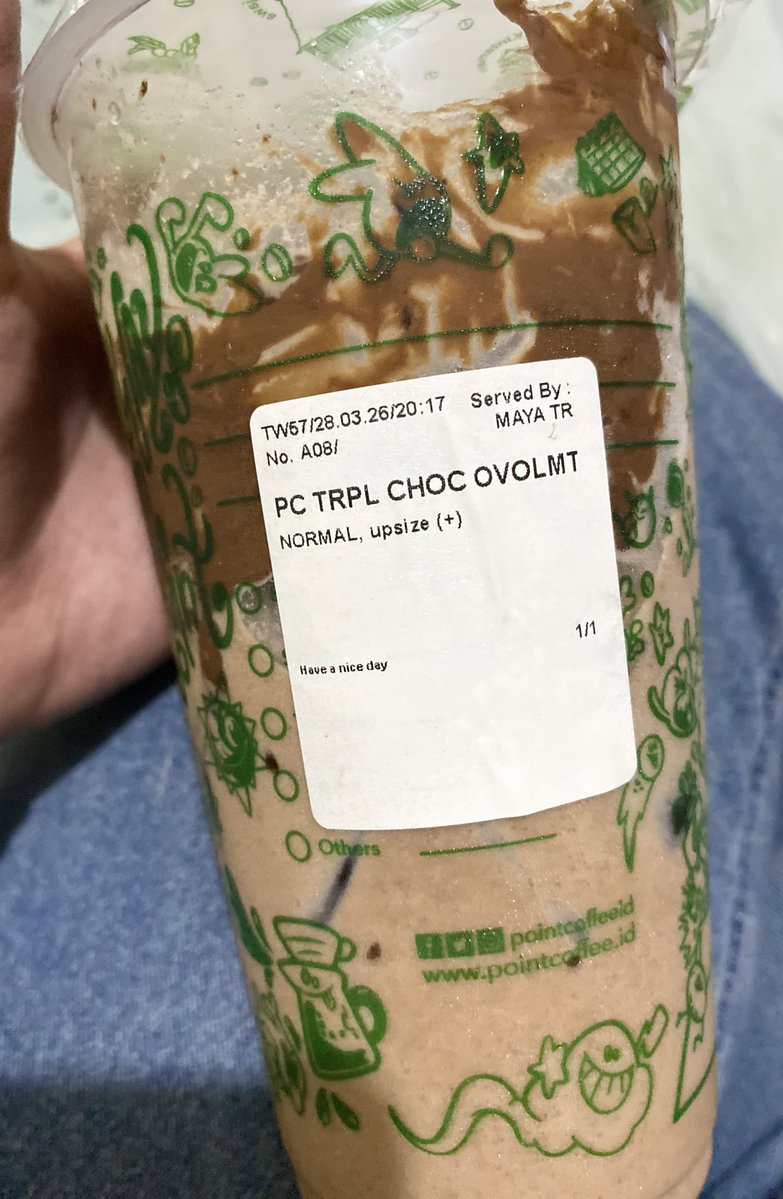 TW57/28.03.26/20:17
Served By :
No. A08/
MAYA TR
PC TRPL CHOC OVOLMT
NORMAL, upsize (+)
1/1
Have a nice day
Others
pointcoffeeid
www.pointcoffee.id